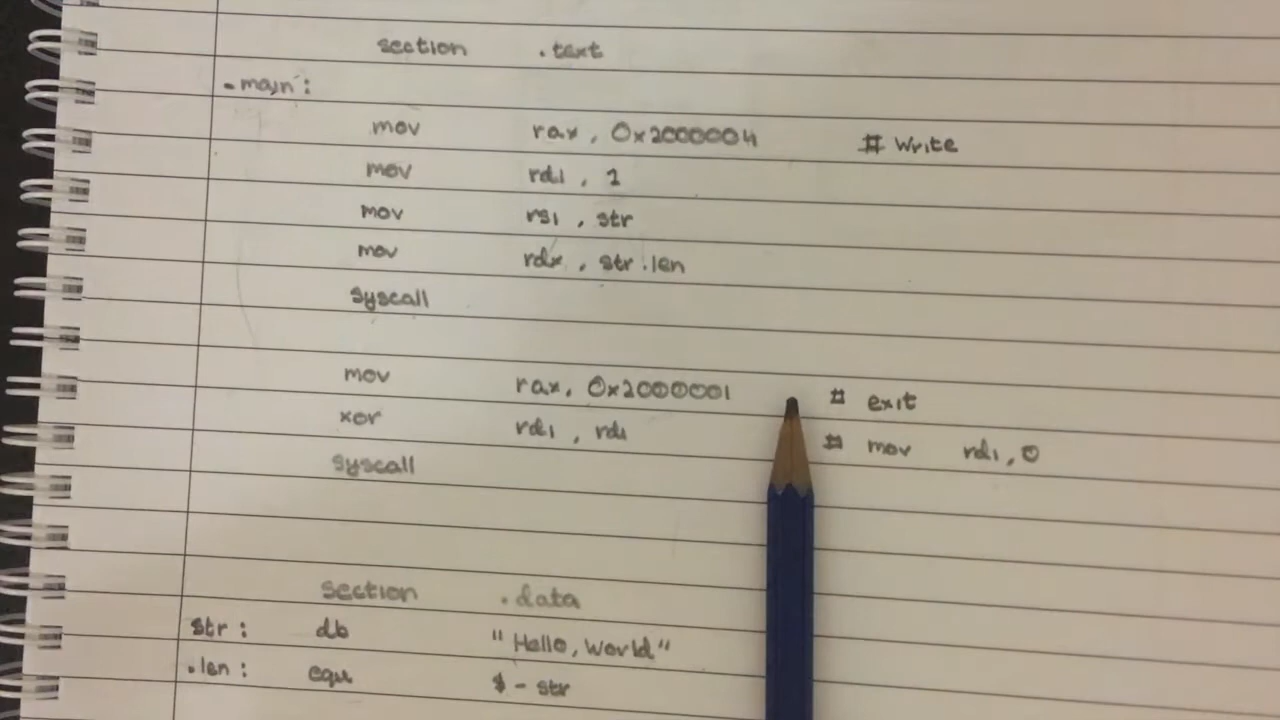 section .text
-main:
mov rax, 0x2000004 # Write
mov rdi, 1
mov rsi, str
mov rdx, str.len
syscall
mov rax, 0x2000001 # exit
xor rdi, rdi # mov rdi, 0
syscall
section .data
str: db "Hello, World"
.len: equ $ - str